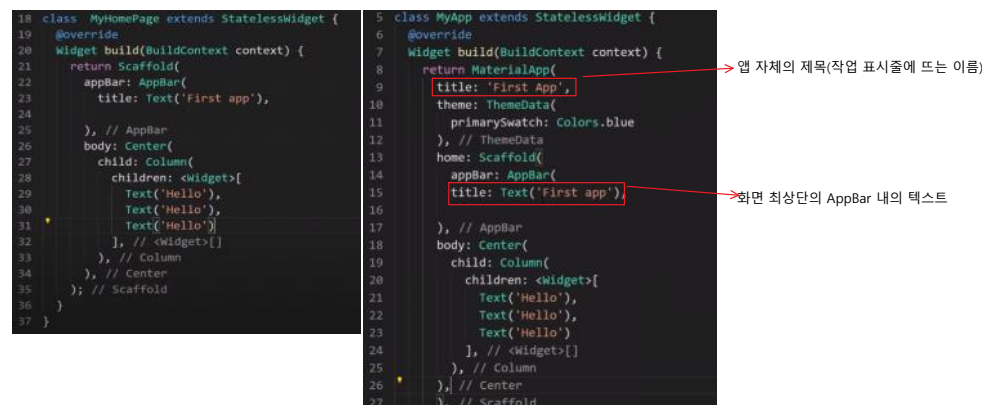 18 class  MyHomePage extends StatelessWidget {
19   @override
20   Widget build(BuildContext context) {
21     return Scaffold(
22       appBar: AppBar(
23         title: Text('First app'),
24
25       ), // AppBar
26       body: Center(
27         child: Column(
28           children: <Widget>[
29             Text('Hello'),
30             Text('Hello'),
31             Text('Hello')
32           ], // <Widget>[]
33         ), // Column
34       ), // Center
35     ); // Scaffold
36   }
37 }
5 class MyApp extends StatelessWidget {
6   @override
7   Widget build(BuildContext context) {
8     return MaterialApp(
9       title: 'First App',
10       theme: ThemeData(
11         primarySwatch: Colors.blue
12       ), // ThemeData
13       home: Scaffold(
14         appBar: AppBar(
15         title: Text('First app'),
16
17         ), // AppBar
18       body: Center(
19         child: Column(
20           children: <Widget>[
21             Text('Hello'),
22             Text('Hello'),
23             Text('Hello')
24           ], // <Widget>[]
25         ), // Column
26       ), // Center
27       ), // Scaffold
앱 자체의 제목(작업 표시줄에 뜨는 이름)
화면 최상단의 AppBar 내의 텍스트